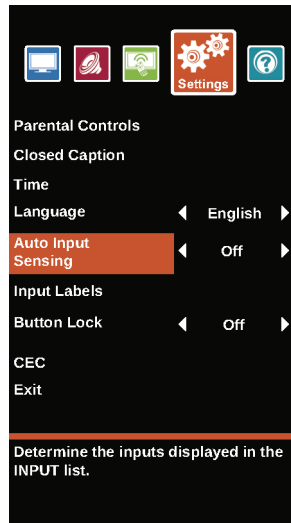 Settings
Parental Controls
Closed Caption
Time
Language English
Auto Input
Sensing Off
Input Labels
Button Lock Off
CEC
Exit
Determine the inputs displayed in the
INPUT list.